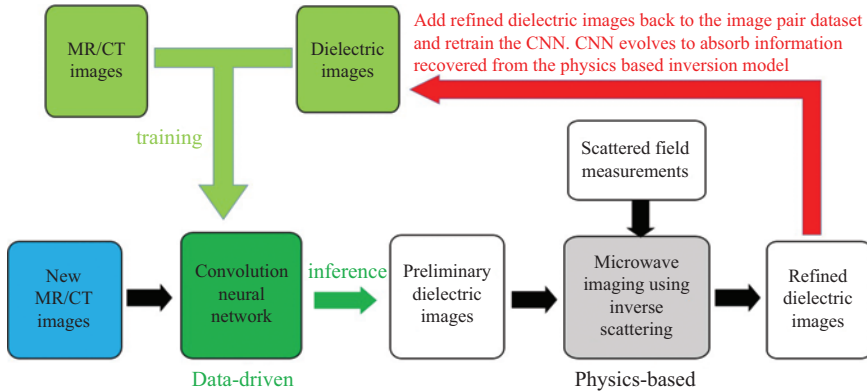 MR/CT
images
Dielectric
images
Add refined dielectric images back to the image pair dataset
and retrain the CNN. CNN evolves to absorb information
recovered from the physics based inversion model
training
Scattered field
measurements
New
MR/CT
images
Convolution
neural
network
inference
Preliminary
dielectric
images
Microwave
imaging using
inverse
scattering
Refined
dielectric
images
Data-driven
Physics-based